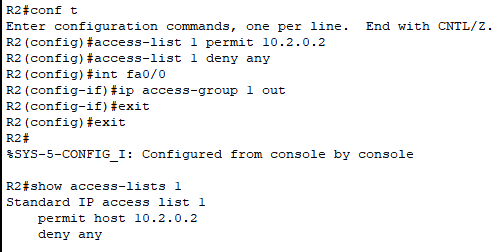 R2#conf t
Enter configuration commands, one per line.  End with CNTL/Z.
R2(config)#access-list 1 permit 10.2.0.2
R2(config)#access-list 1 deny any
R2(config)#int fa0/0
R2(config-if)#ip access-group 1 out
R2(config-if)#exit
R2(config)#exit
R2#
%SYS-5-CONFIG_I: Configured from console by console

R2#show access-lists 1
Standard IP access list 1
    permit host 10.2.0.2
    deny any